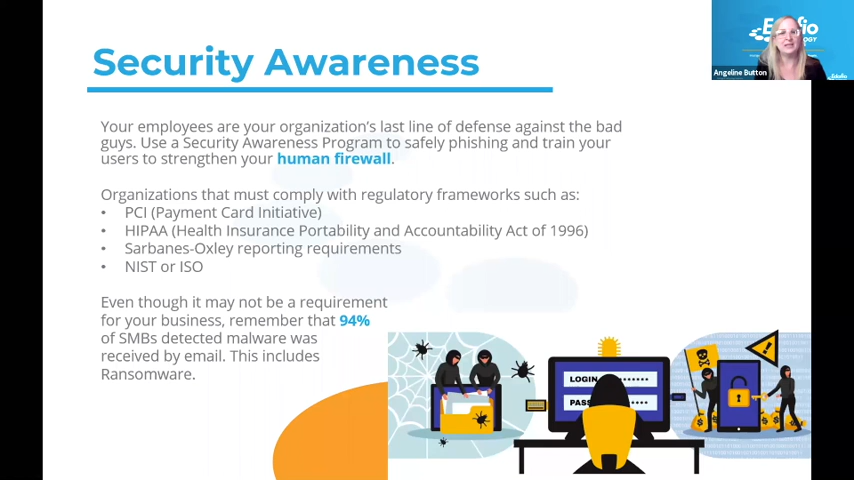 Security Awareness
Angeline Button
Your employees are your organization's last line of defense against the bad
guys. Use a Security Awareness Program to safely phishing and train your
users to strengthen your human firewall.
Organizations that must comply with regulatory frameworks such as:
• PCI (Payment Card Initiative)
• HIPAA (Health Insurance Portability and Accountability Act of 1996)
• Sarbanes-Oxley reporting requirements
• NIST or ISO
Even though it may not be a requirement
for your business, remember that 94%
of SMBs detected malware was
received by email. This includes
Ransomware.
LOGIN
PASS